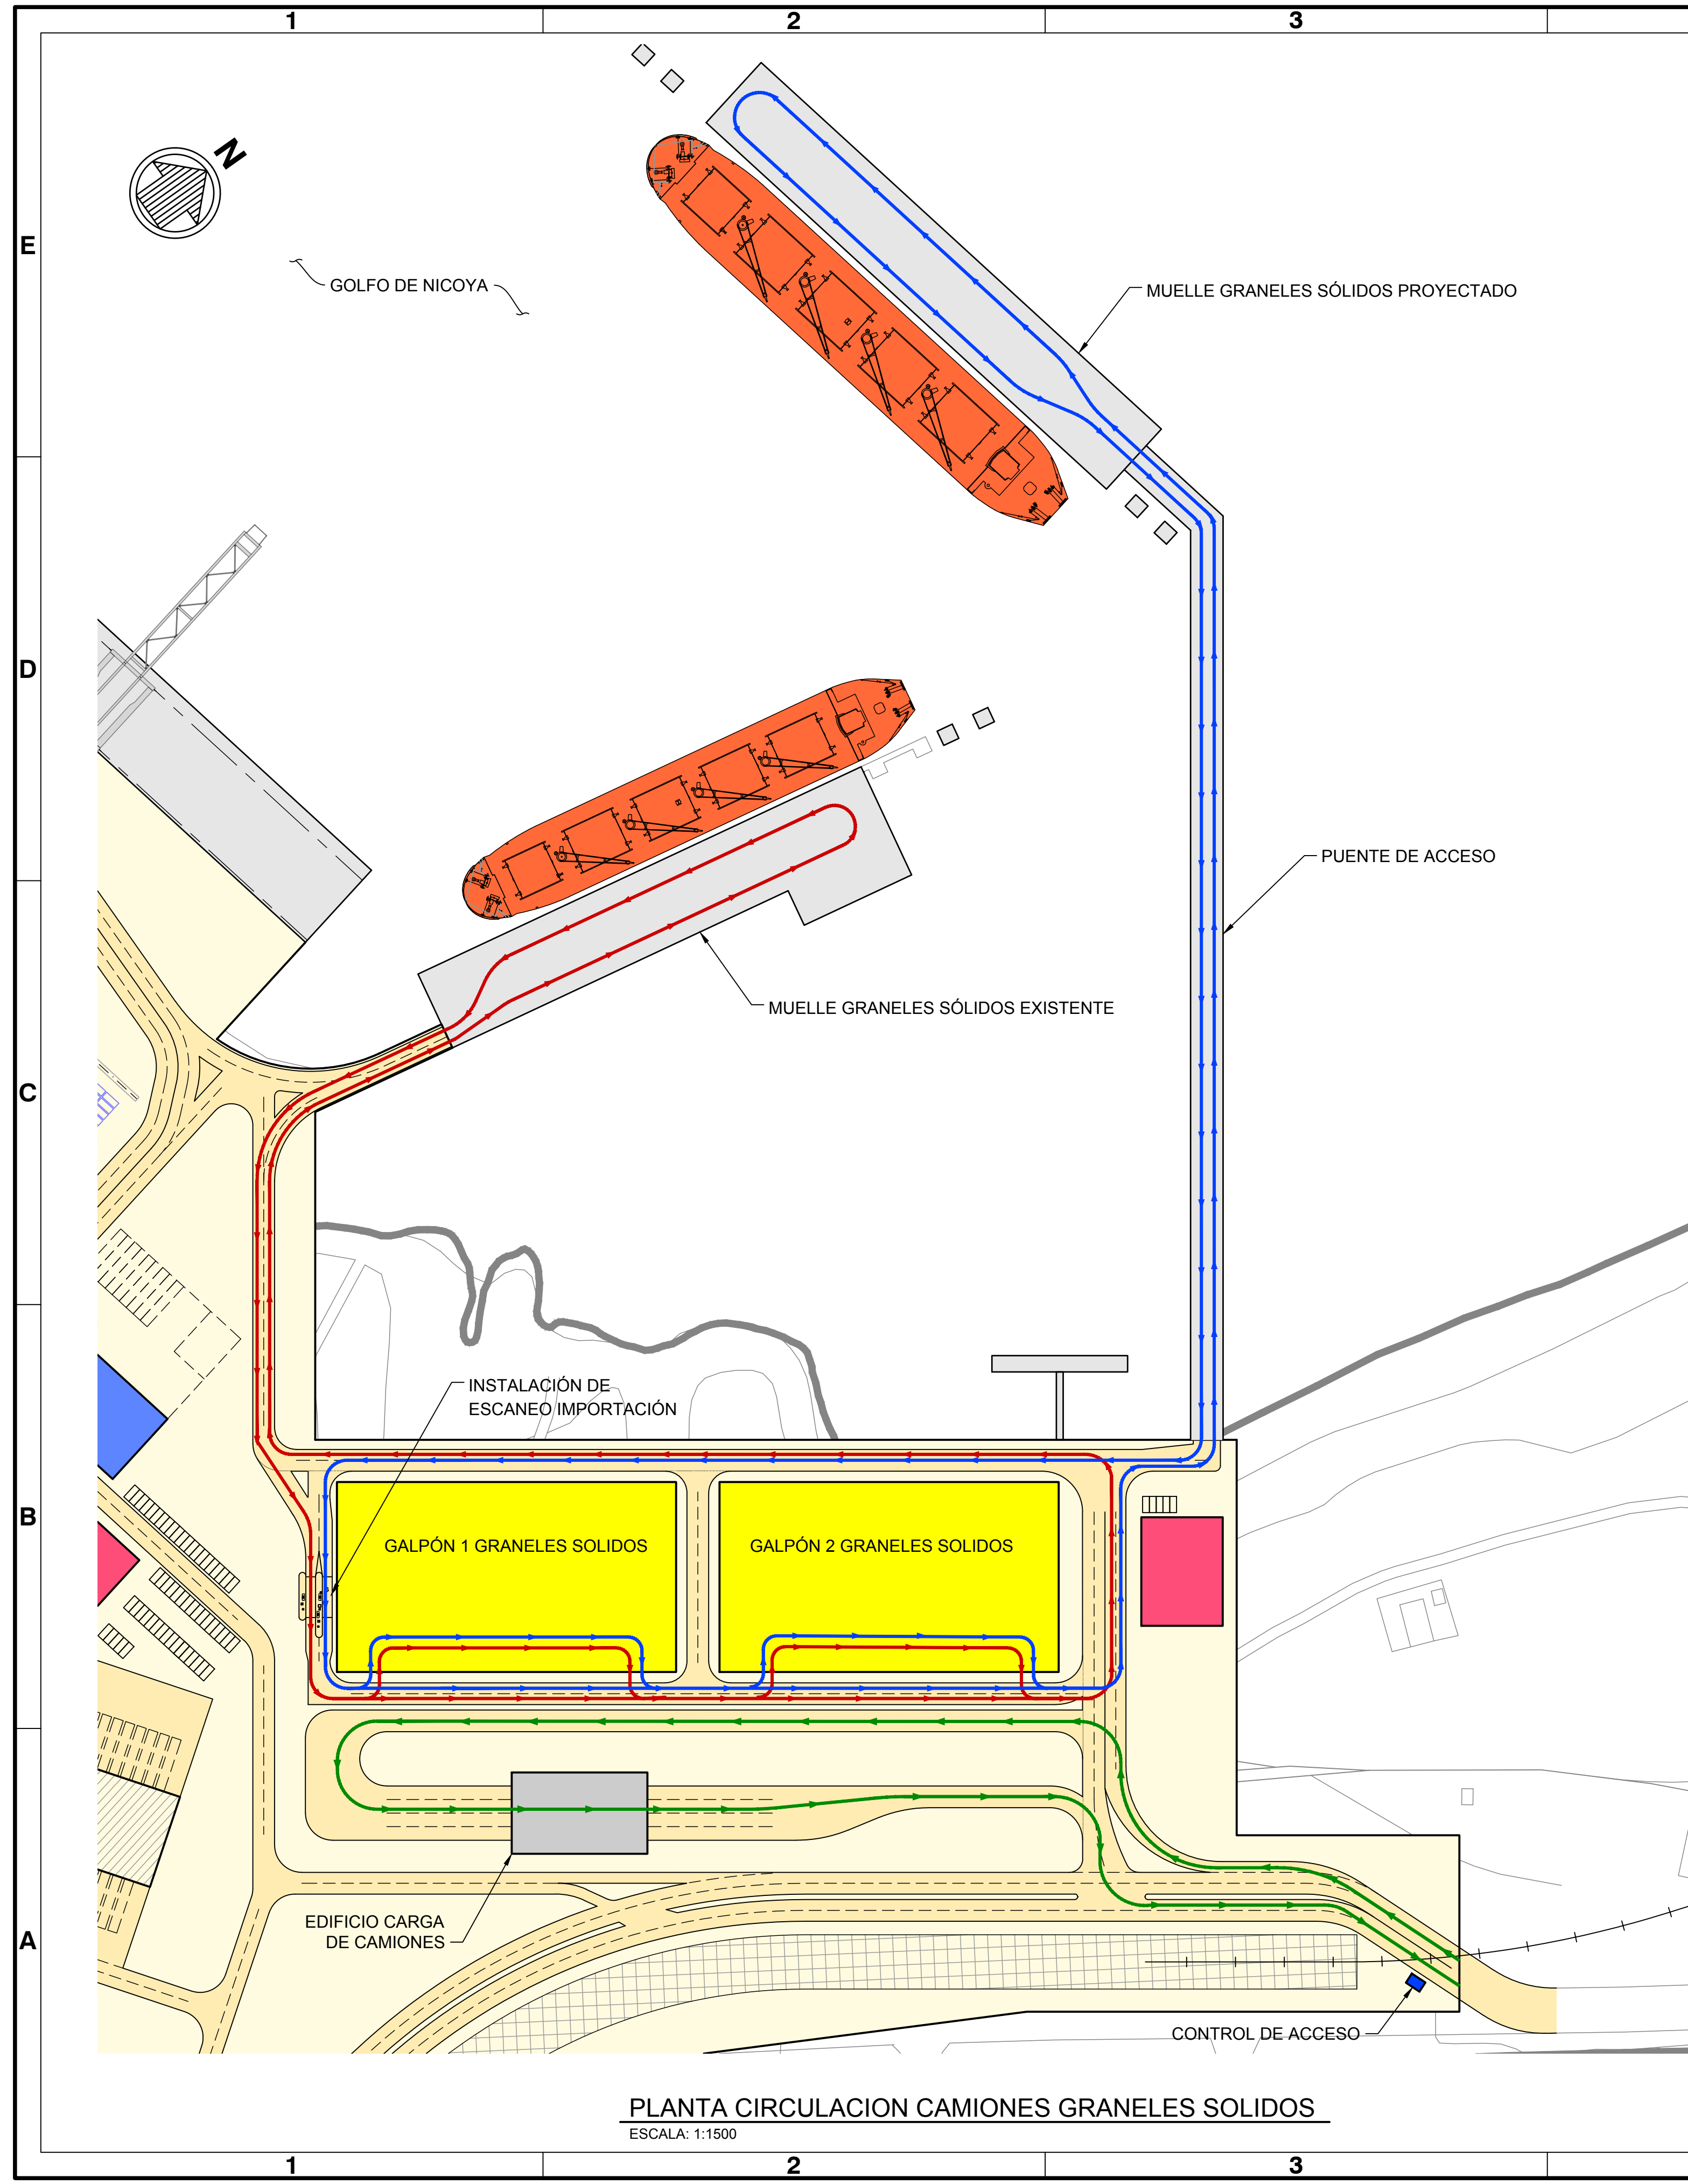 1
2
3
N
E
GOLFO DE NICOYA
MUELLE GRANELES SÓLIDOS PROYECTADO
D
PUENTE DE ACCESO
MUELLE GRANELES SÓLIDOS EXISTENTE
C
INSTALACIÓN DE
ESCANEO IMPORTACIÓN
B
GALPÓN 1 GRANELES SOLIDOS
GALPÓN 2 GRANELES SOLIDOS
EDIFICIO CARGA
DE CAMIONES
A
CONTROL DE ACCESO
PLANTA CIRCULACION CAMIONES GRANELES SOLIDOS
ESCALA: 1:1500
1
2
3